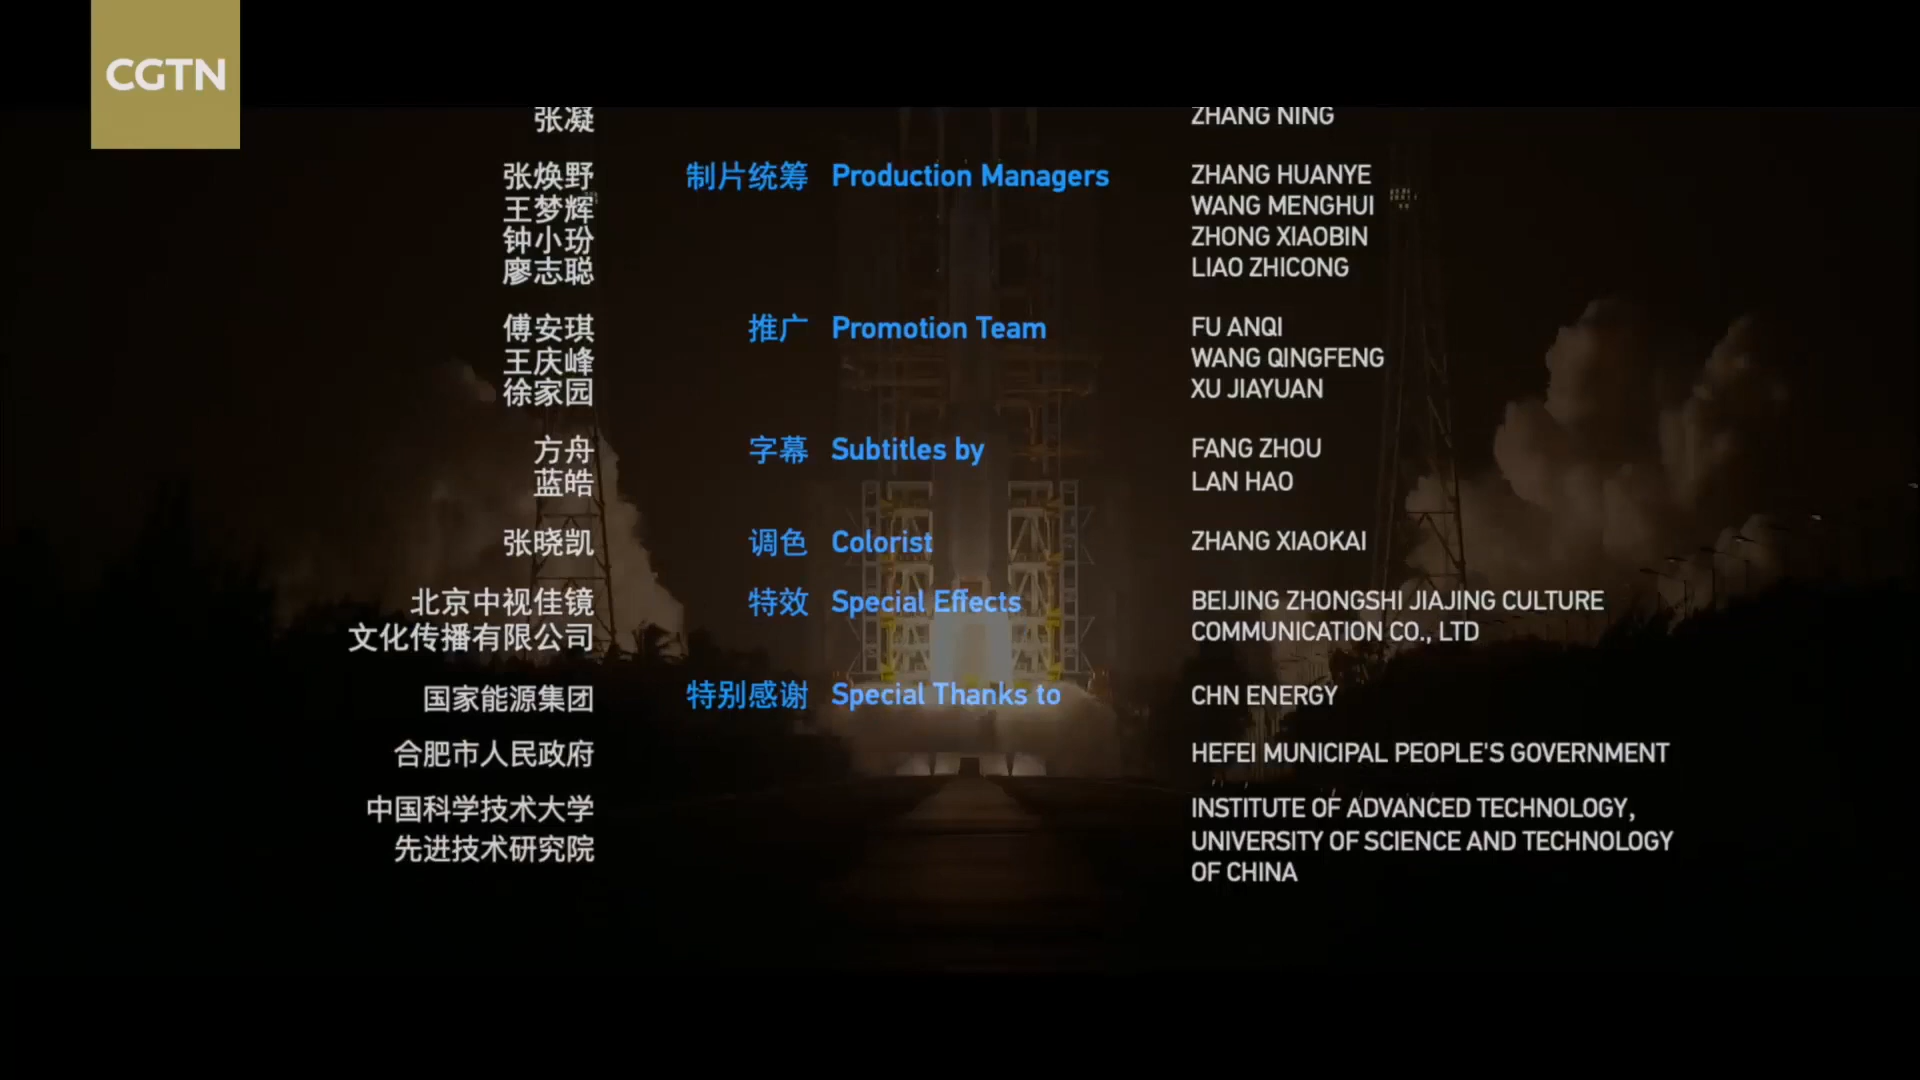 CGTN
张凝 ZHANG NING
张焕野 制片统筹 Production Managers ZHANG HUANYE
王梦辉 WANG MENGHUI
钟小玢 ZHONG XIAOBIN
廖志聪 LIAO ZHICONG
傅安琪 推广 Promotion Team FU ANQI
王庆峰 WANG QINGFENG
徐家园 XU JIAYUAN
方舟 字幕 Subtitles by FANG ZHOU
蓝皓 LAN HAO
张晓凯 调色 Colorist ZHANG XIAOKAI
北京中视佳镜 特效 Special Effects BEIJING ZHONGSHI JIAJING CULTURE
文化传播有限公司 COMMUNICATION CO., LTD
国家能源集团 特别感谢 Special Thanks to CHN ENERGY
合肥市人民政府 HEFEI MUNICIPAL PEOPLE'S GOVERNMENT
中国科学技术大学 INSTITUTE OF ADVANCED TECHNOLOGY,
先进技术研究院 UNIVERSITY OF SCIENCE AND TECHNOLOGY
OF CHINA